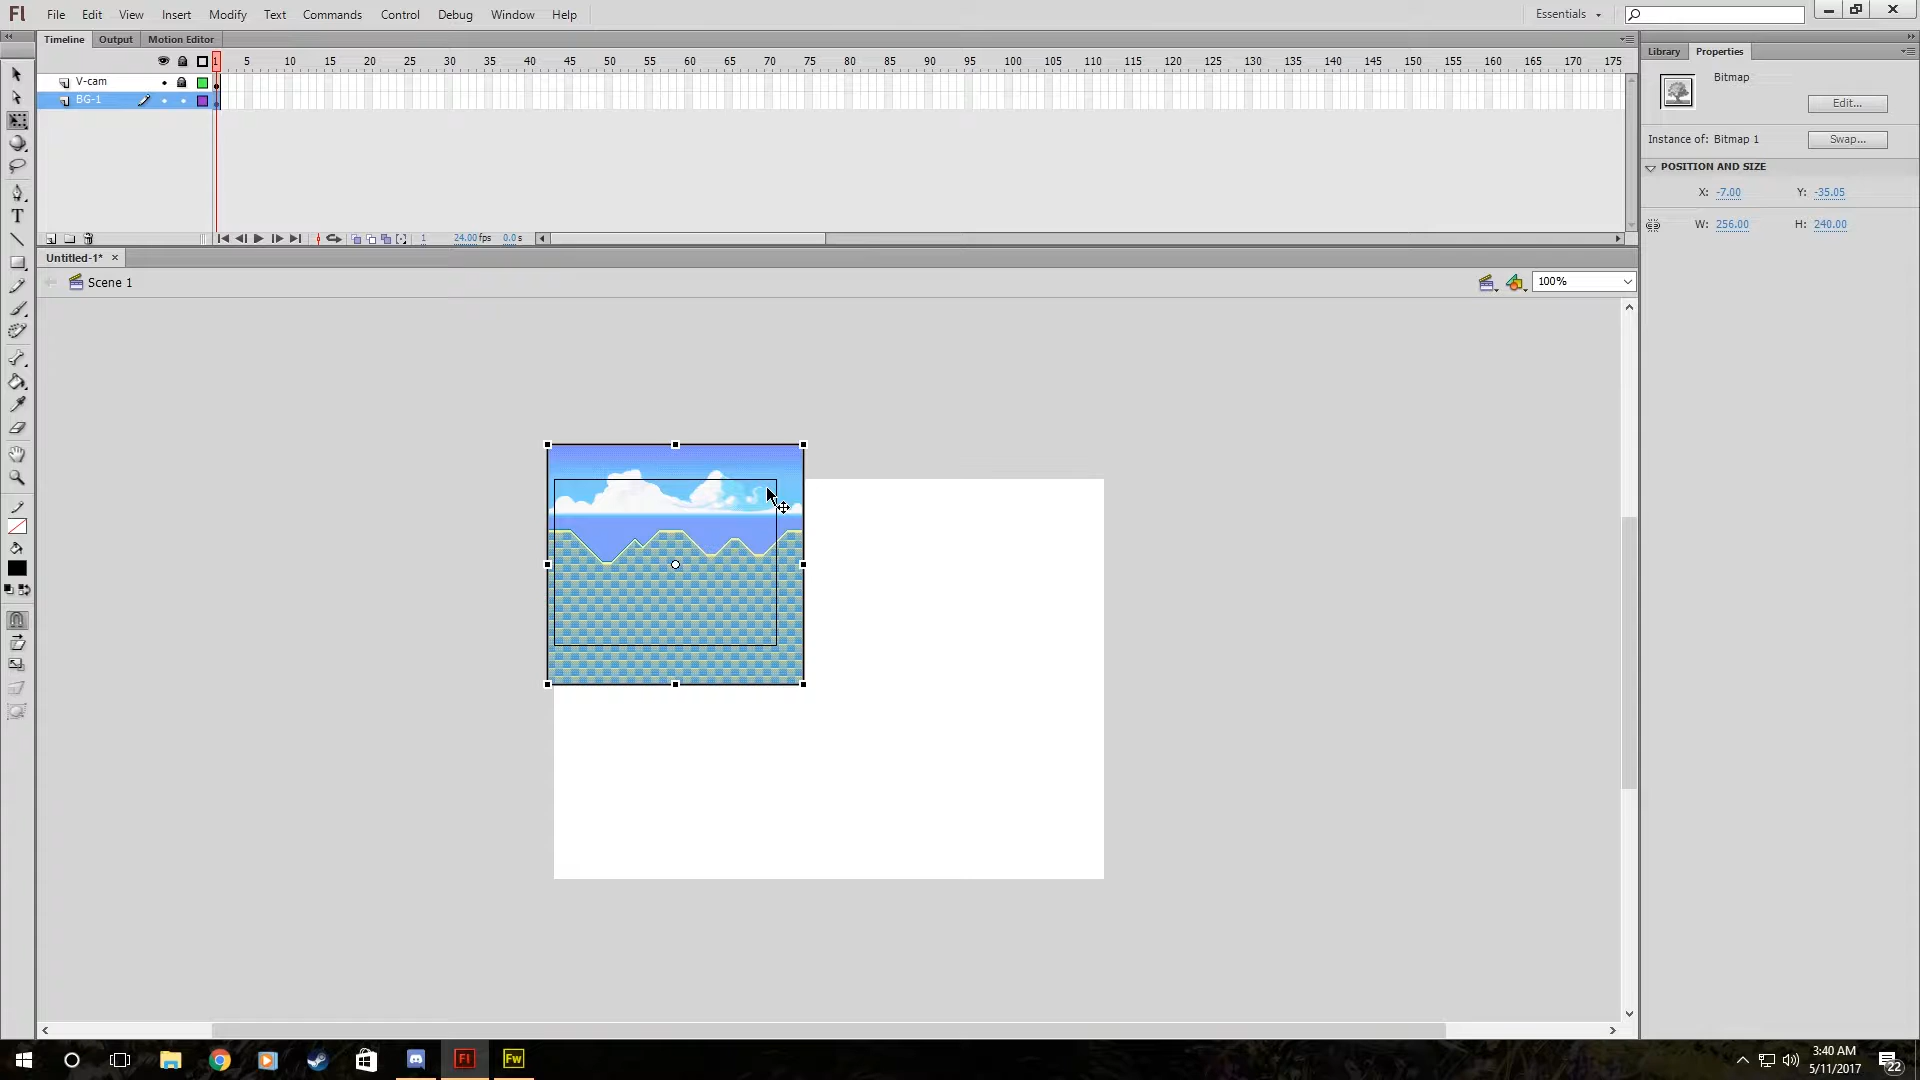 Fl File Edit View Insert Modify Text Commands Control Debug Window Help Essentials
Timeline Output Motion Editor
Library Properties
1 5 10 15 20 25 30 35 40 45 50 55 60 65 70 75 80 85 90 95 100 105 110 115 120 125 130 135 140 145 150 155 160 165 170 175
V-cam
BG-1
Bitmap
Edit...
Instance of: Bitmap 1 Swap...
POSITION AND SIZE
X: -7.00 Y: -35.05
W: 256.00 H: 240.00
T
1 24.00 fps 0.0 s
Untitled-1* ×
Scene 1
100%
Fl Fw
3:40 AM
5/11/2017
22